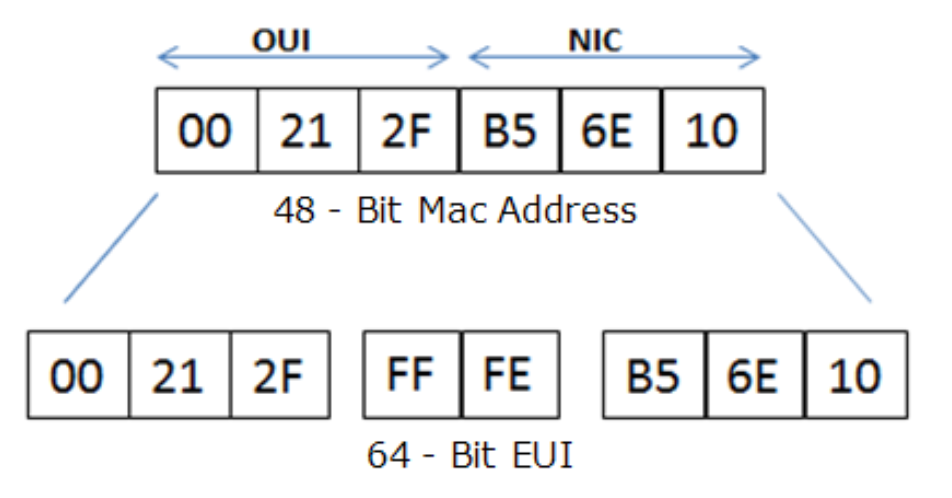 OUI NIC
00 21 2F B5 6E 10
48 - Bit Mac Address
00 21 2F FF FE B5 6E 10
64 - Bit EUI